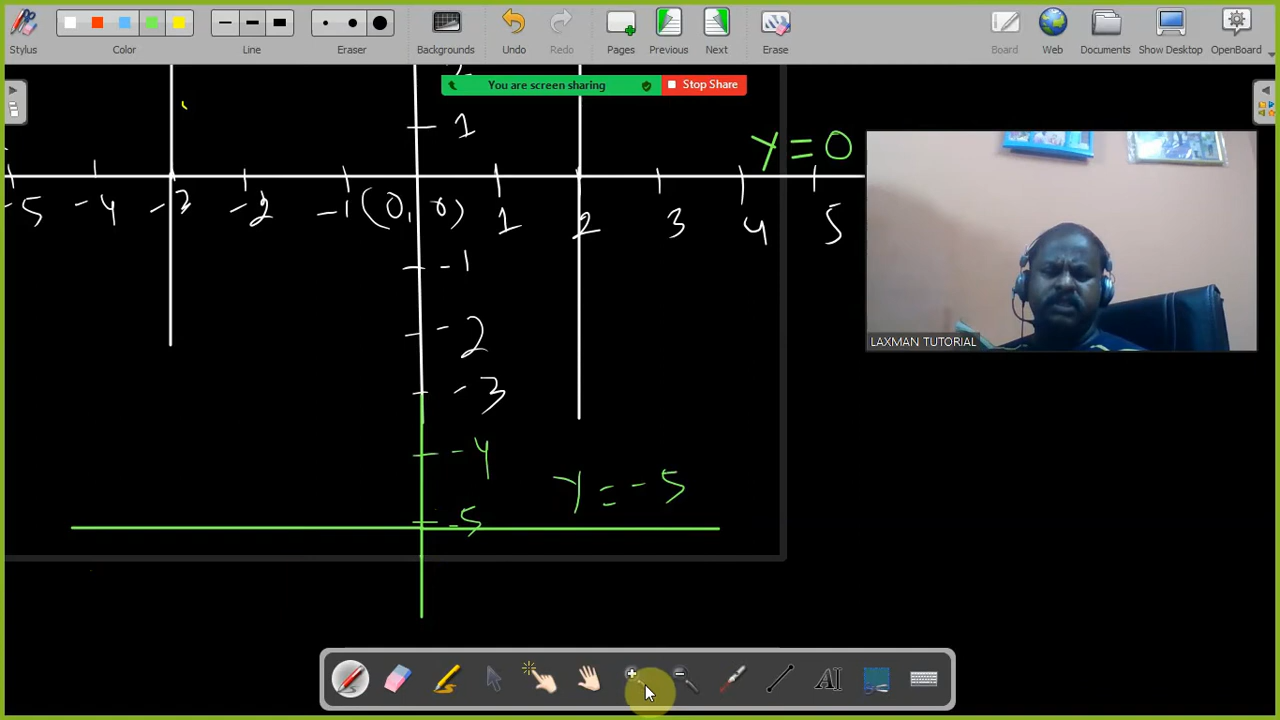 Stylus
Color
Line
Eraser
Backgrounds
Undo
Redo
Pages
Previous
Next
Erase
Board
Web
Documents
Show Desktop
OpenBoard
You are screen sharing
Stop Share
1
y=0
-5 -4 -3 -2 -1 (0, 0) 1 2 3 4 5
-1
-2
-3
-4
y=-5
-5
LAXMAN TUTORIAL
AI